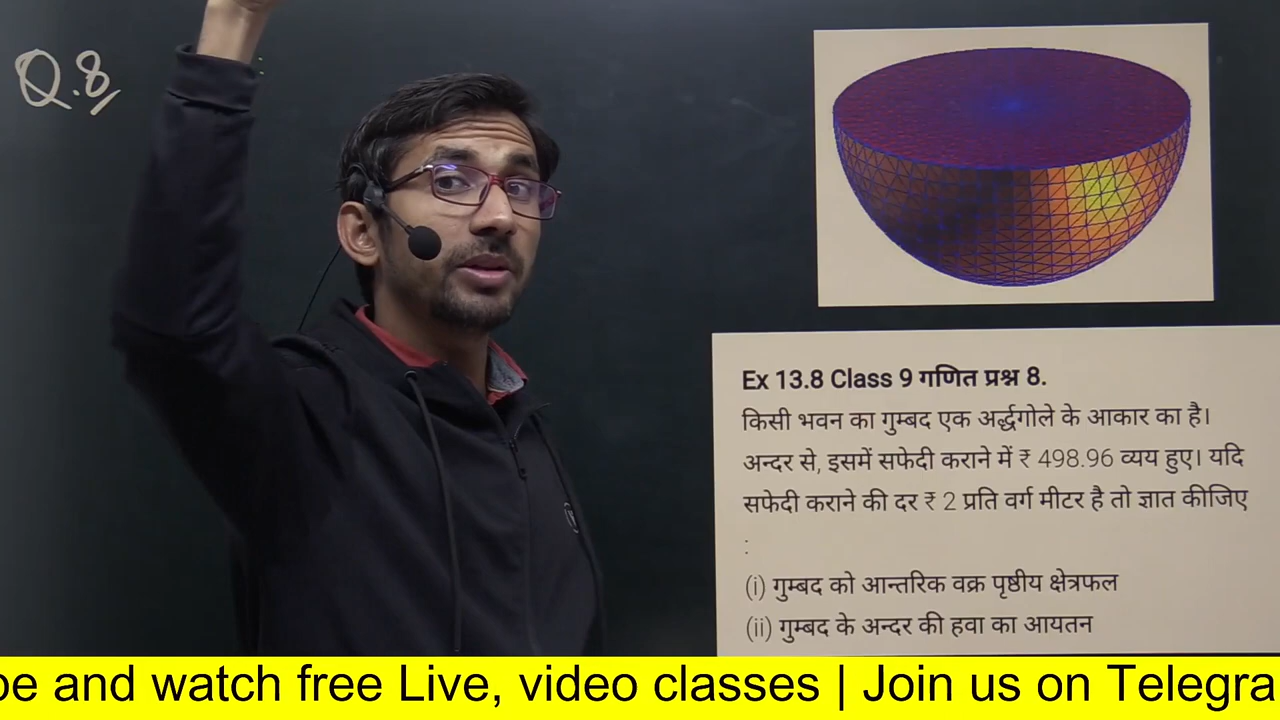 Q.8
Ex 13.8 Class 9 गणित प्रश्न 8.
किसी भवन का गुम्बद एक अर्द्धगोले के आकार का है।
अन्दर से, इसमें सफेदी कराने में ₹ 498.96 व्यय हुए। यदि
सफेदी कराने की दर ₹ 2 प्रति वर्ग मीटर है तो ज्ञात कीजिए
:
(i) गुम्बद को आन्तरिक वक्र पृष्ठीय क्षेत्रफल
(ii) गुम्बद के अन्दर की हवा का आयतन
be and watch free Live, video classes | Join us on Telegra